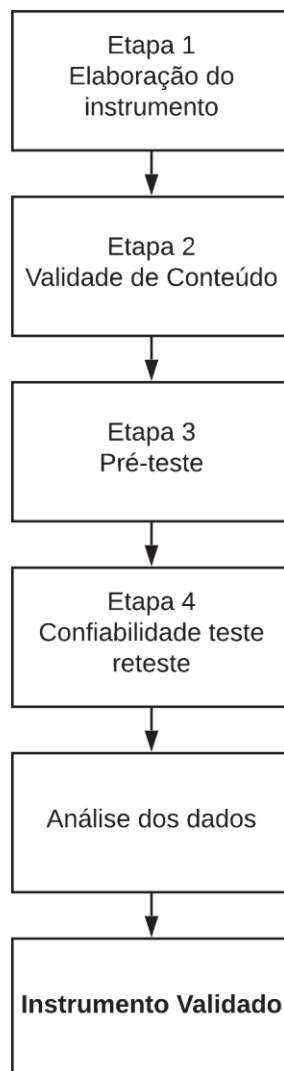 Etapa 1
Elaboração do
instrumento
Etapa 2
Validade de Conteúdo
Etapa 3
Pré-teste
Etapa 4
Confiabilidade teste
reteste
Análise dos dados
Instrumento Validado